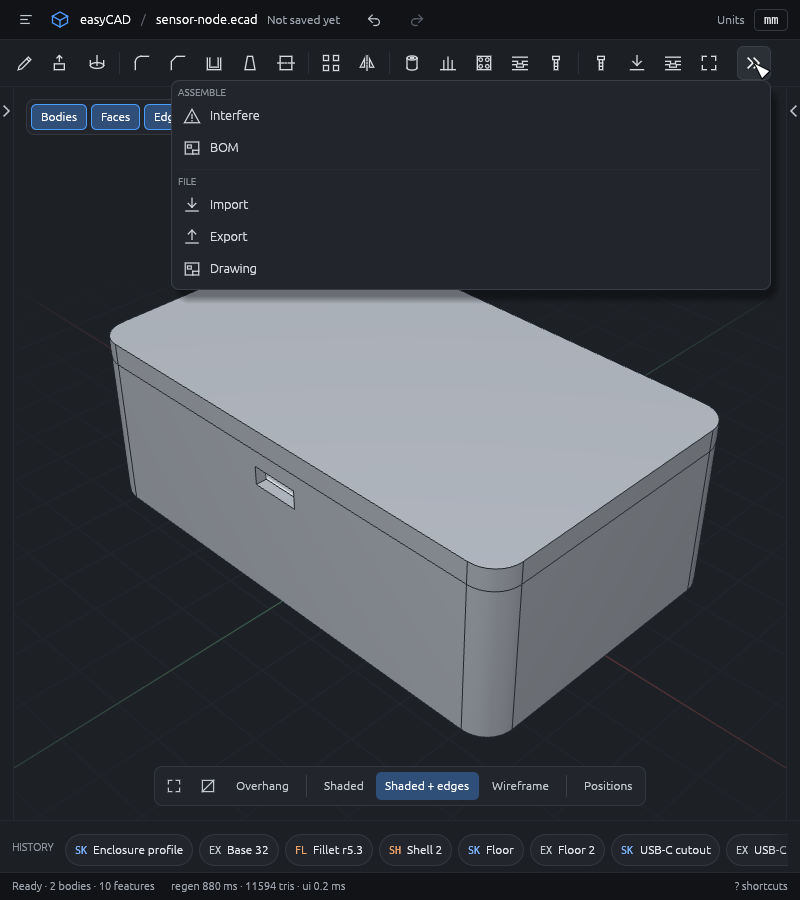 easyCAD / sensor-node.ecad Not saved yet Units mm
ASSEMBLE
Interfere
BOM
FILE
Import
Export
Drawing
Bodies Faces Edg
Overhang Shaded Shaded + edges Wireframe Positions
HISTORY SK Enclosure profile EX Base 32 FL Fillet r5.3 SH Shell 2 SK Floor EX Floor 2 SK USB-C cutout EX USB-C
Ready · 2 bodies · 10 features regen 880 ms · 11594 tris · ui 0.2 ms ? shortcuts